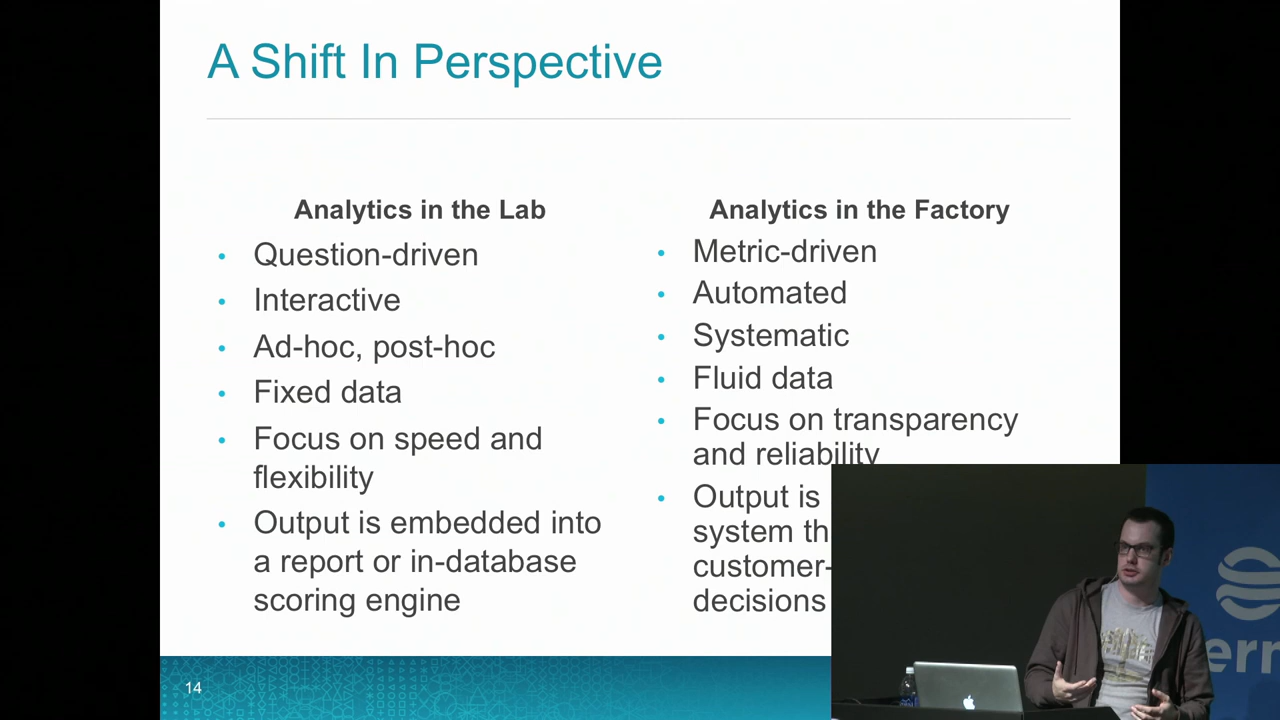 A Shift In Perspective
Analytics in the Lab
• Question-driven
• Interactive
• Ad-hoc, post-hoc
• Fixed data
• Focus on speed and
flexibility
• Output is embedded into
a report or in-database
scoring engine
Analytics in the Factory
• Metric-driven
• Automated
• Systematic
• Fluid data
• Focus on transparency
and reliability
• Output is
system
customer-
decisions
14